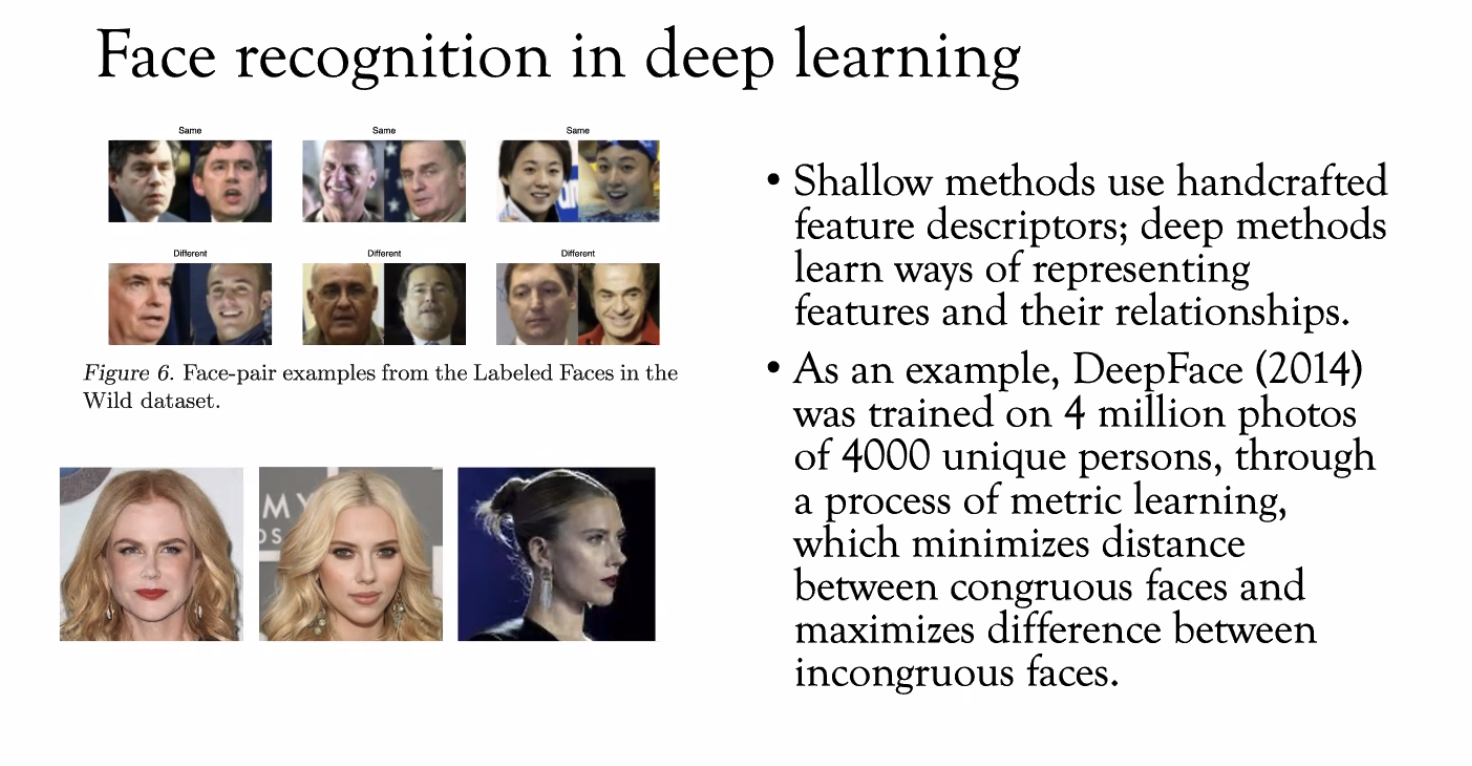 Face recognition in deep learning
Same
Same
Same
Different
Different
Different
Figure 6. Face-pair examples from the Labeled Faces in the
Wild dataset.
MY
OS
• Shallow methods use handcrafted
feature descriptors; deep methods
learn ways of representing
features and their relationships.
• As an example, DeepFace (2014)
was trained on 4 million photos
of 4000 unique persons, through
a process of metric learning,
which minimizes distance
between congruous faces and
maximizes difference between
incongruous faces.